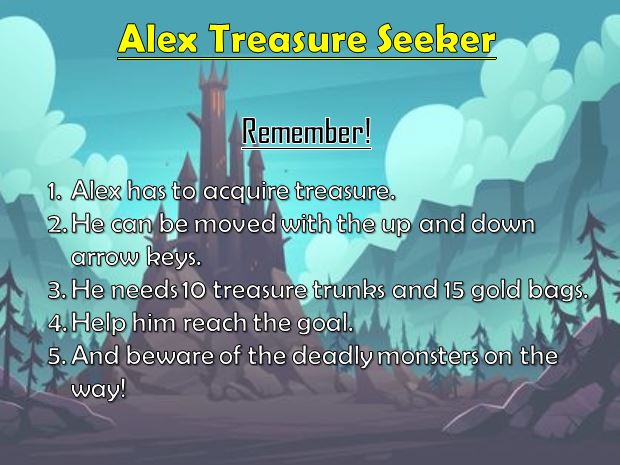 Alex Treasure Seeker
Remember!
1. Alex has to acquire treasure.
2. He can be moved with the up and down
arrow keys.
3. He needs 10 treasure trunks and 15 gold bags.
4. Help him reach the goal.
5. And beware of the deadly monsters on the
way!